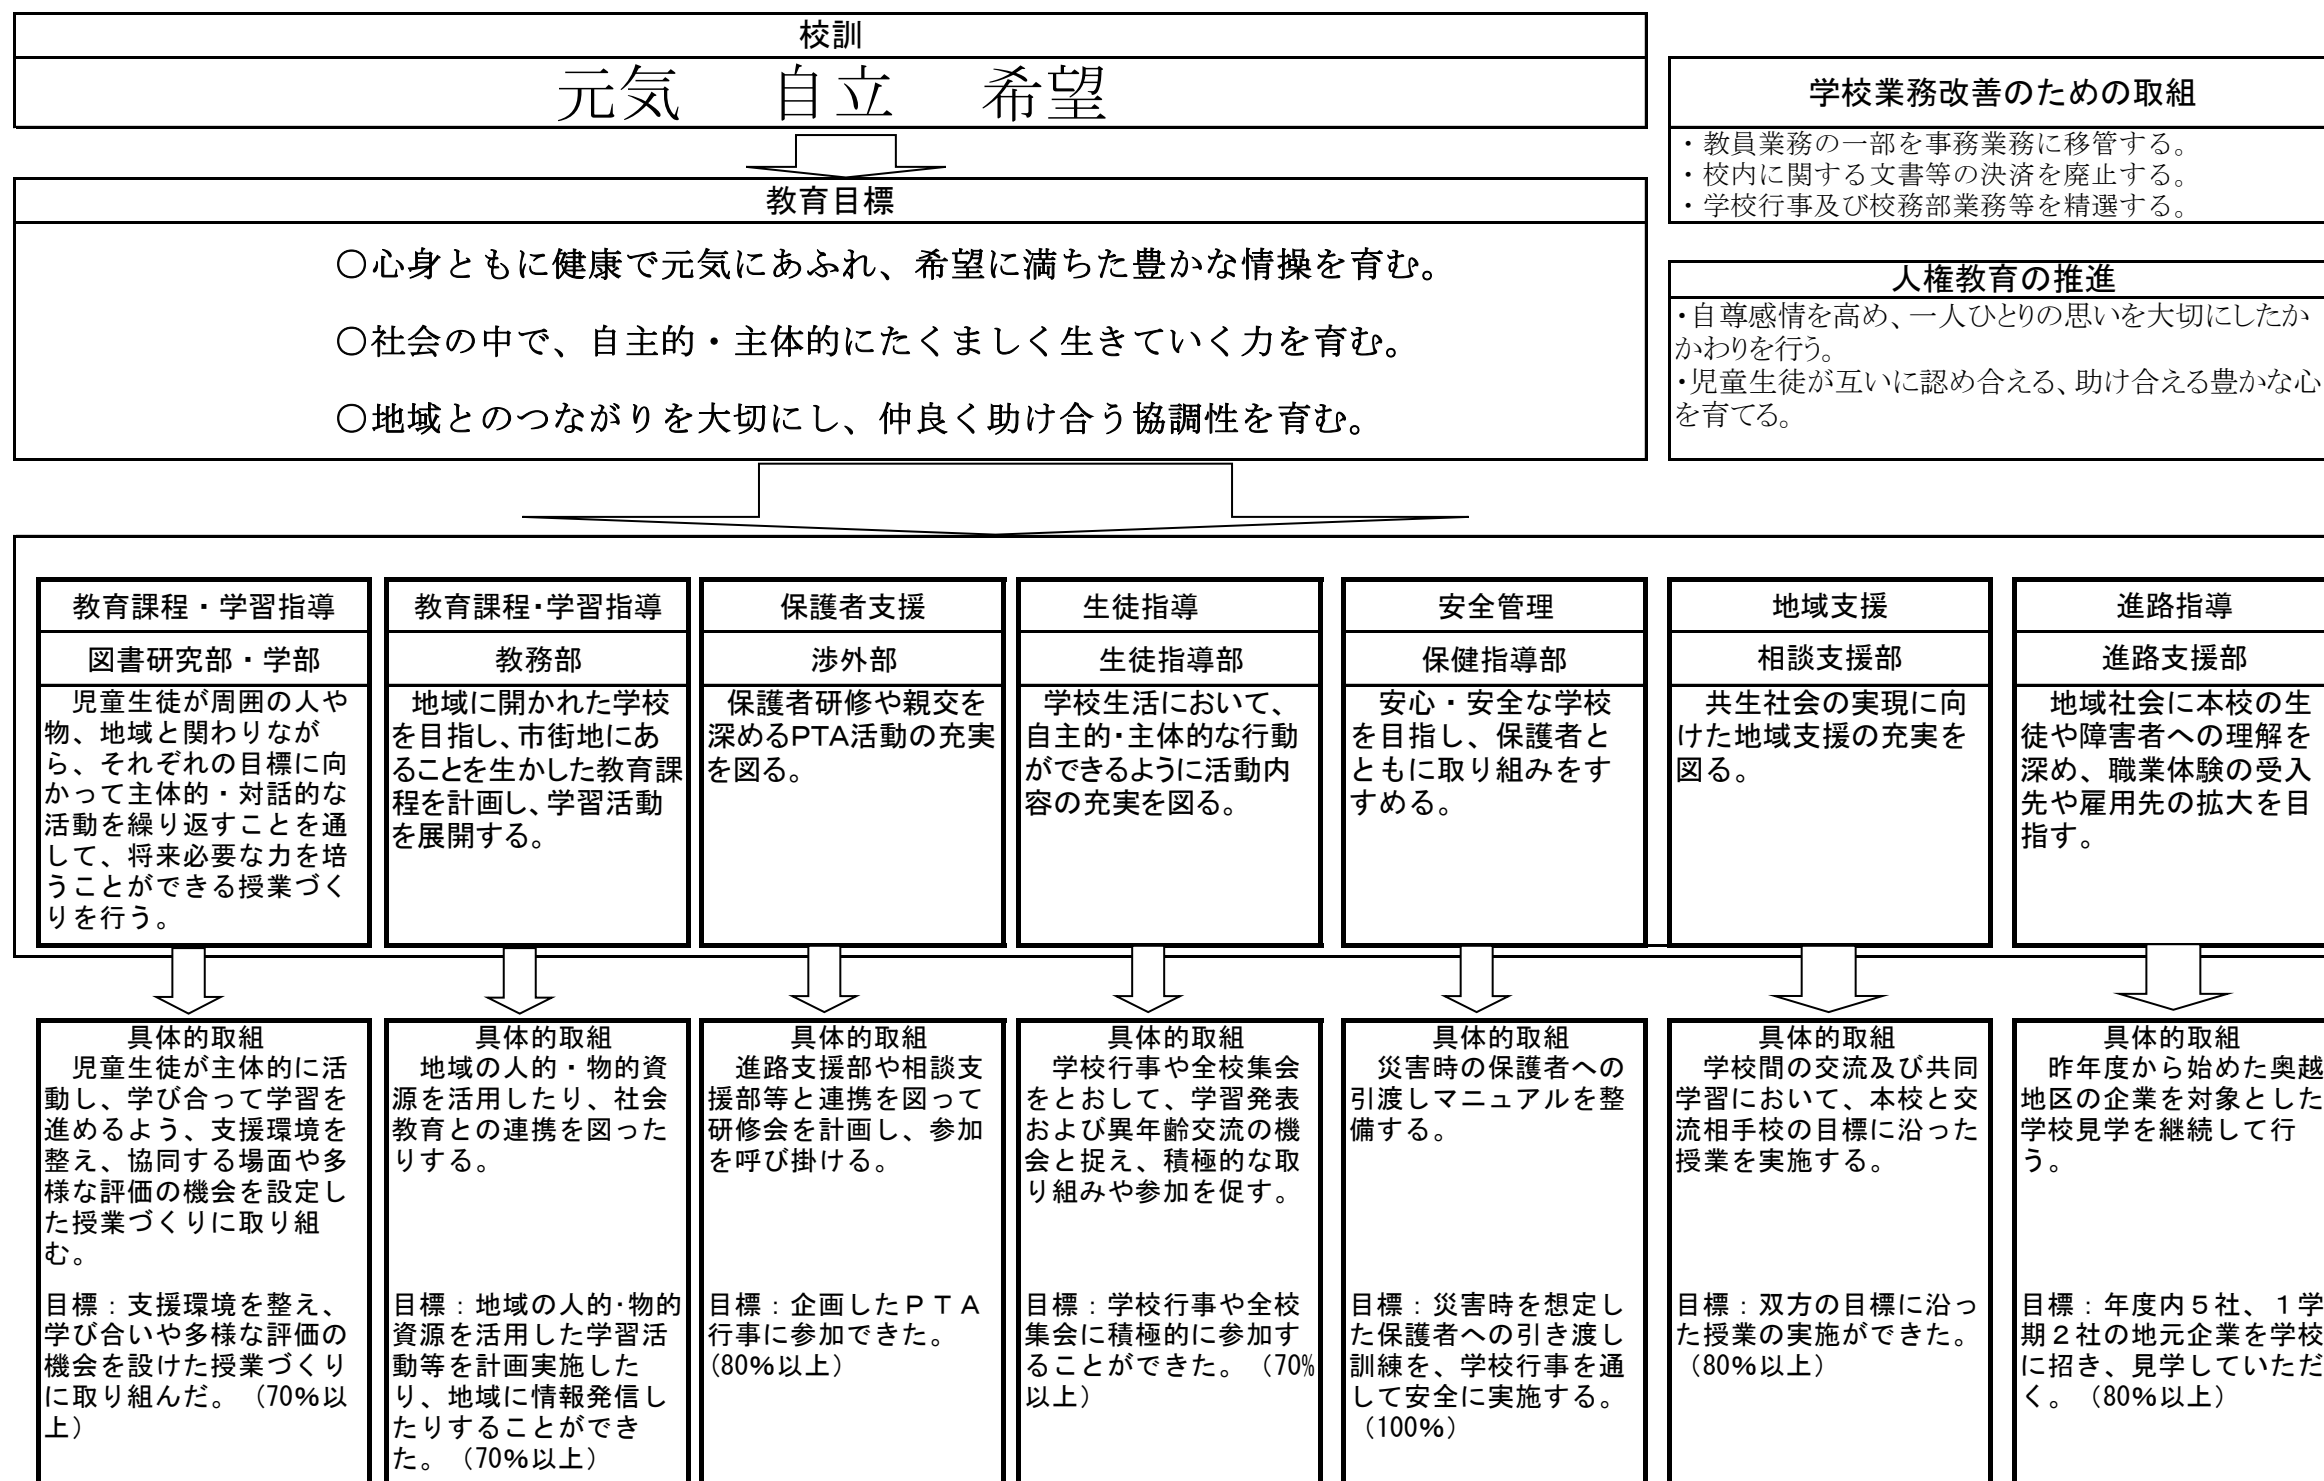 校訓
元気　自立　希望
学校業務改善のための取組
・教員業務の一部を事務業務に移管する。
・校内に関する文書等の決済を廃止する。
・学校行事及び校務部業務等を精選する。
教育目標
○心身ともに健康で元気にあふれ、希望に満ちた豊かな情操を育む。
○社会の中で、自主的・主体的にたくましく生きていく力を育む。
○地域とのつながりを大切にし、仲良く助け合う協調性を育む。
人権教育の推進
・自尊感情を高め、一人ひとりの思いを大切にしたか
かわりを行う。
・児童生徒が互いに認め合える、助け合える豊かな心
を育てる。
教育課程・学習指導
図書研究部・学部
児童生徒が周囲の人や
物、地域と関わりなが
ら、それぞれの目標に向
かって主体的・対話的な
活動を繰り返すことを通
して、将来必要な力を培
うことができる授業づく
りを行う。
教育課程・学習指導
教務部
地域に開かれた学校
を目指し、市街地にあ
ることを生かした教育課
程を計画し、学習活動
を展開する。
保護者支援
渉外部
保護者研修や親交を
深めるPTA活動の充実
を図る。
生徒指導
生徒指導部
学校生活において、
自主的・主体的な行動
ができるように活動内
容の充実を図る。
安全管理
保健指導部
安心・安全な学校
を目指し、保護者と
ともに取り組みをす
すめる。
地域支援
相談支援部
共生社会の実現に向
けた地域支援の充実を
図る。
進路指導
進路支援部
地域社会に本校の生
徒や障害者への理解を
深め、職業体験の受入
先や雇用先の拡大を目
指す。
具体的取組
児童生徒が主体的に活
動し、学び合って学習を
進めるよう、支援環境を
整え、協同する場面や多
様な評価の機会を設定し
た授業づくりに取り組
む。
目標：支援環境を整え、
学び合いや多様な評価の
機会を設けた授業づくり
に取り組んだ。（70%以
上）
具体的取組
地域の人的・物的資
源を活用したり、社会
教育との連携を図った
りする。
目標：地域の人的・物的
資源を活用した学習活
動等を計画実施した
り、地域に情報発信し
たりすることができ
た。（70%以上）
具体的取組
進路支援部や相談支
援部等と連携を図って
研修会を計画し、参加
を呼び掛ける。
目標：企画したＰＴＡ
行事に参加できた。
（80%以上）
具体的取組
学校行事や全校集会
をとおして、学習発表
および異年齢交流の機
会と捉え、積極的な取
り組みや参加を促す。
目標：学校行事や全校
集会に積極的に参加す
ることができた。（70%
以上）
具体的取組
災害時の保護者への
引渡しマニュアルを整
備する。
目標：災害時を想定し
た保護者への引き渡し
訓練を、学校行事を通
して安全に実施する。
（100%）
具体的取組
学校間の交流及び共同
学習において、本校と交
流相手校の目標に沿った
授業を実施する。
目標：双方の目標に沿っ
た授業の実施ができた。
（80%以上）
具体的取組
昨年度から始めた奥越
地区の企業を対象とした
学校見学を継続して行
う。
目標：年度内５社、１学
期２社の地元企業を学校
に招き、見学していただ
く。（80%以上）